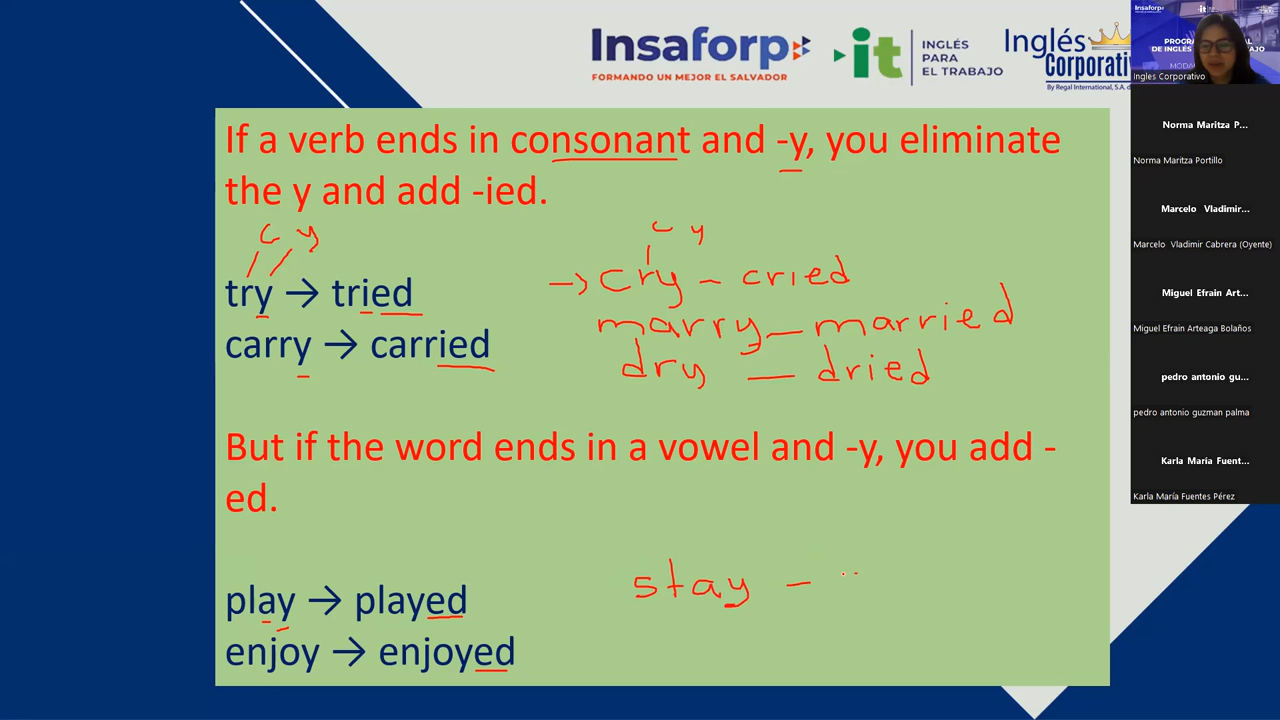 Insaforp
FORMANDO UN MEJOR EL SALVADOR
it
INGLÉS
PARA
EL TRABAJO
Inglés
Corporativ
By Regal International, S.A. d
If a verb ends in consonant and -y, you eliminate
the y and add -ied.
C y
C y
try → tried
cry - cried
carry → carried
marry - married
dry - dried
But if the word ends in a vowel and -y, you add -
ed.
stay -
play → played
enjoy → enjoyed
Insaforp
it
Ingles Corporativo
Norma Maritza P...
Norma Maritza Portillo
Marcelo Vladimir...
Marcelo Vladimir Cabrera (Oyente)
Miguel Efrain Art...
Miguel Efrain Arteaga Bolaños
pedro antonio gu...
pedro antonio guzman palma
Karla María Fuent...
Karla María Fuentes Pérez